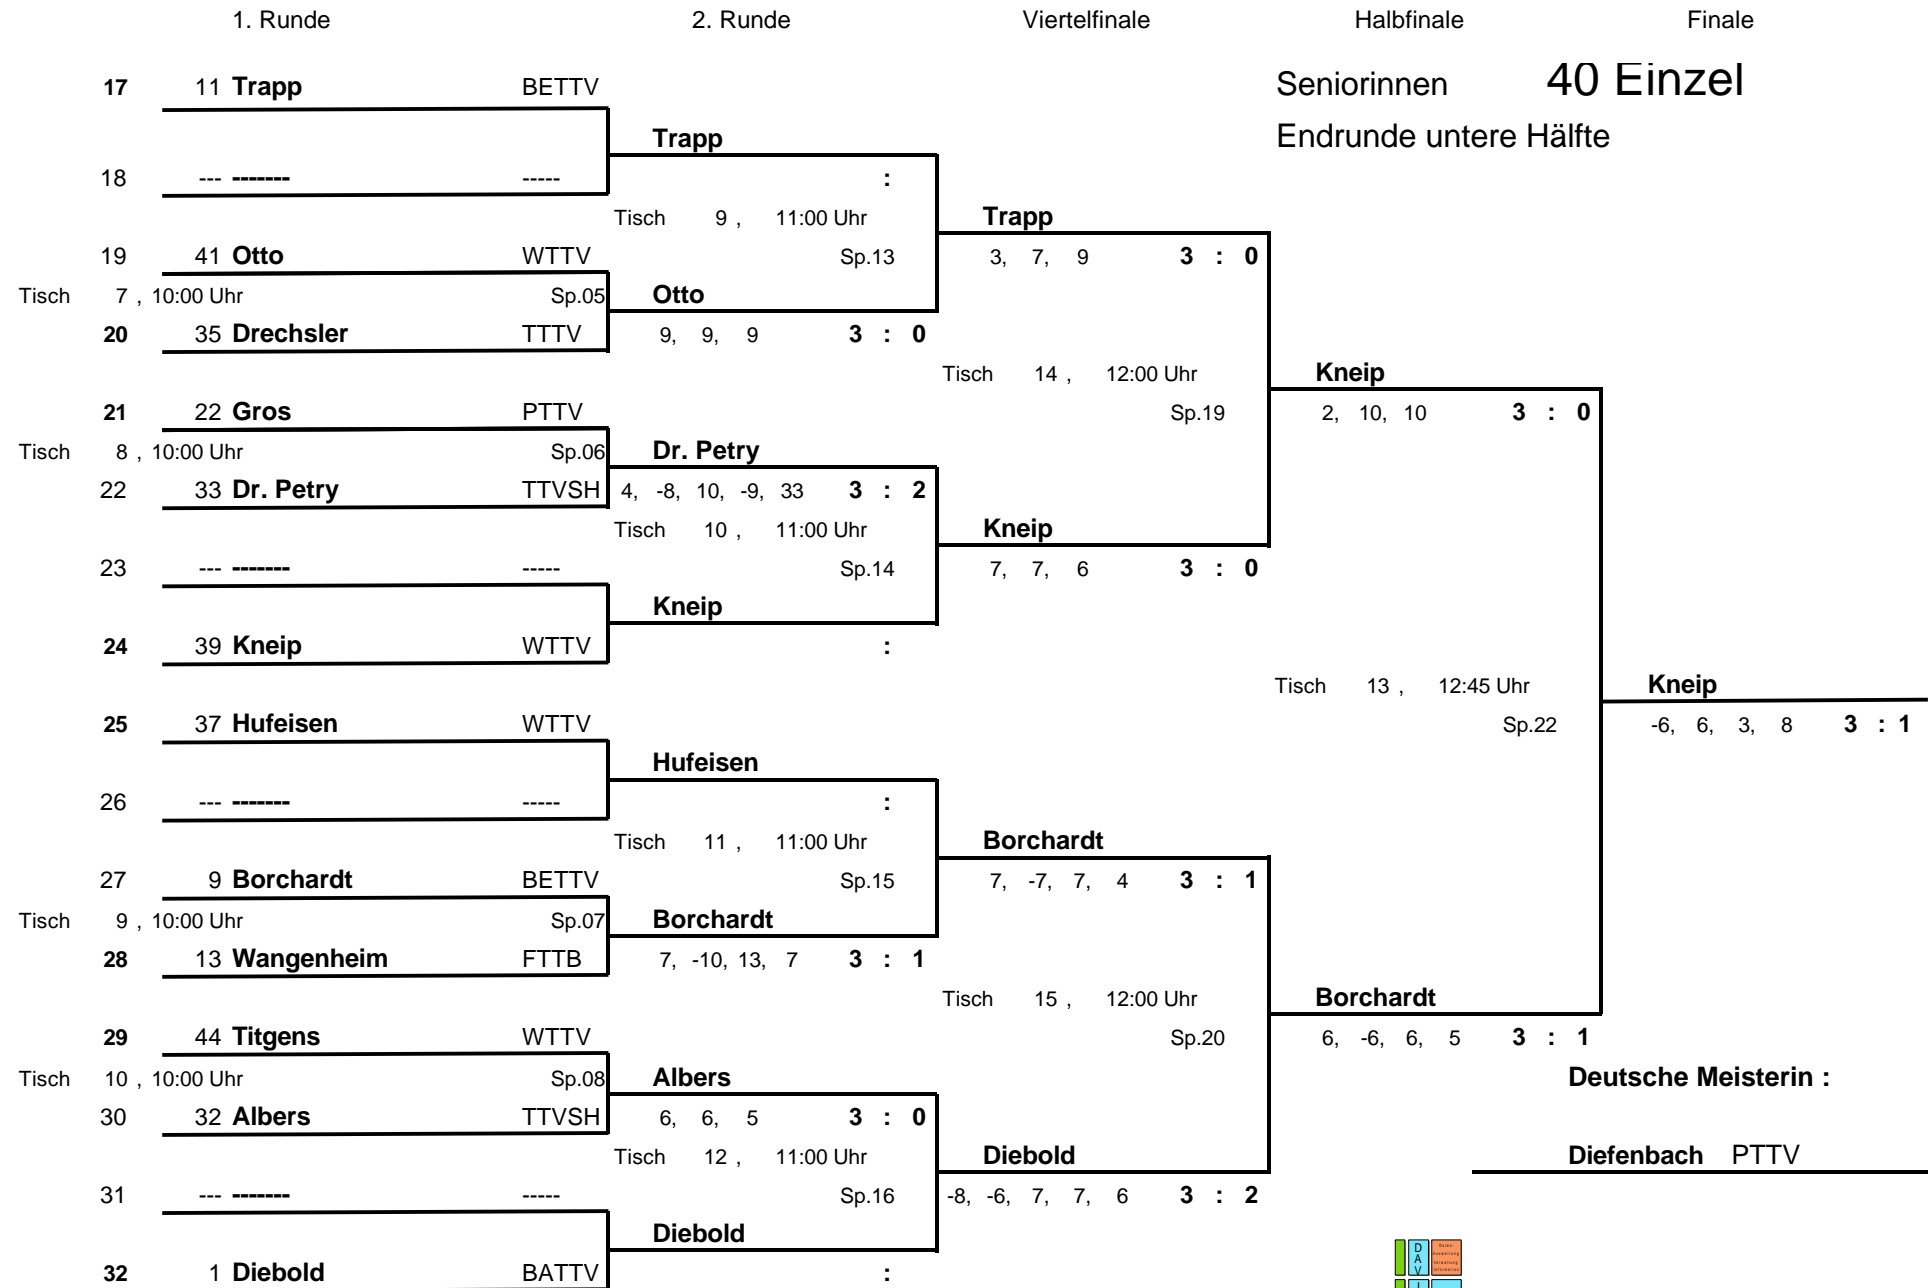 1. Runde 2. Runde Viertelfinale Halbfinale Finale
17 11 Trapp BETTV Seniorinnen 40 Einzel
Trapp Endrunde untere Hälfte
18 --- ------- ----- :
Tisch 9 , 11:00 Uhr Trapp
19 41 Otto WTTV Sp.13 3, 7, 9 3 : 0
Tisch 7 , 10:00 Uhr Sp.05 Otto
20 35 Drechsler TTTV 9, 9, 9 3 : 0
Tisch 14 , 12:00 Uhr Kneip
21 22 Gros PTTV Sp.19 2, 10, 10 3 : 0
Tisch 8 , 10:00 Uhr Sp.06 Dr. Petry
22 33 Dr. Petry TTVSH 4, -8, 10, -9, 33 3 : 2
Tisch 10 , 11:00 Uhr Kneip
23 --- ------- ----- Sp.14 7, 7, 6 3 : 0
Kneip
24 39 Kneip WTTV :
Tisch 13 , 12:45 Uhr Kneip
25 37 Hufeisen WTTV Sp.22 -6, 6, 3, 8 3 : 1
Hufeisen
26 --- ------- ----- :
Tisch 11 , 11:00 Uhr Borchardt
27 9 Borchardt BETTV Sp.15 7, -7, 7, 4 3 : 1
Tisch 9 , 10:00 Uhr Sp.07 Borchardt
28 13 Wangenheim FTTB 7, -10, 13, 7 3 : 1
Tisch 15 , 12:00 Uhr Borchardt
29 44 Titgens WTTV Sp.20 6, -6, 6, 5 3 : 1
Tisch 10 , 10:00 Uhr Sp.08 Albers Deutsche Meisterin :
30 32 Albers TTVSH 6, 6, 5 3 : 0
Tisch 12 , 11:00 Uhr Diebold Diefenbach PTTV
31 --- ------- ----- Sp.16 -8, -6, 7, 7, 6 3 : 2
Diebold
32 1 Diebold BATTV :